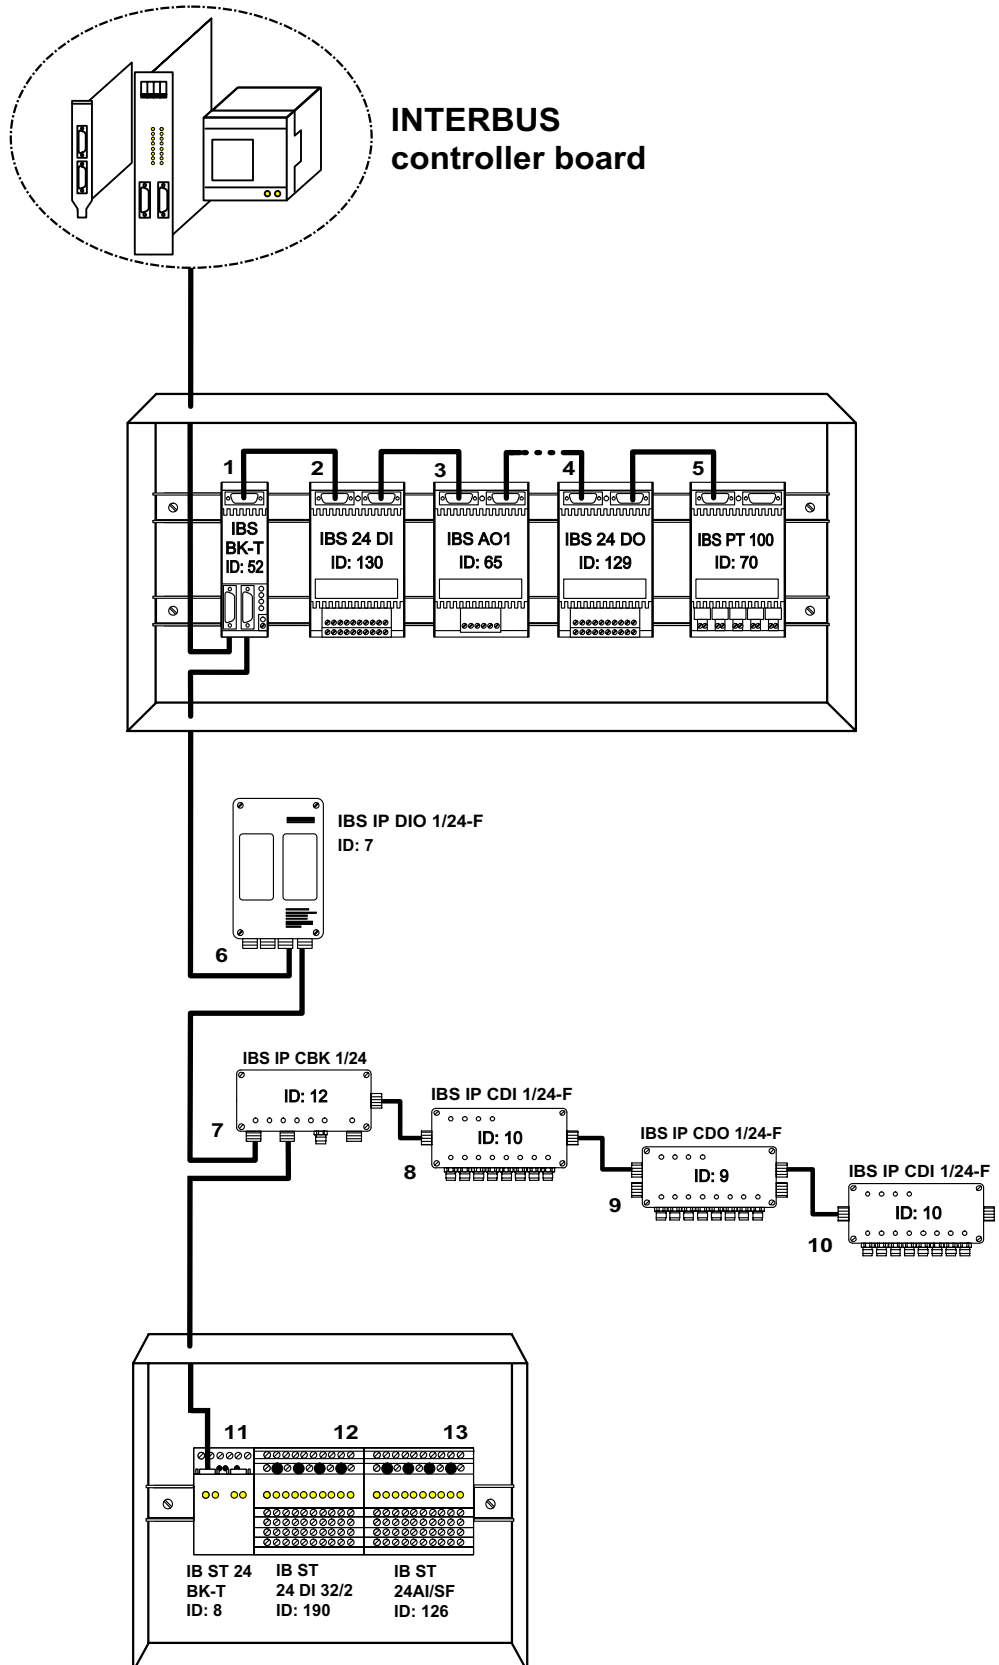 INTERBUS
controller board
1
2
3
4
5
IBS
BK-T
ID: 52
IBS 24 DI
ID: 130
IBS AO1
ID: 65
IBS 24 DO
ID: 129
IBS PT 100
ID: 70
IBS IP DIO 1/24-F
ID: 7
6
IBS IP CBK 1/24
ID: 12
7
IBS IP CDI 1/24-F
ID: 10
8
IBS IP CDO 1/24-F
ID: 9
9
IBS IP CDI 1/24-F
ID: 10
10
11
12
13
IB ST 24
BK-T
ID: 8
IB ST
24 DI 32/2
ID: 190
IB ST
24AI/SF
ID: 126